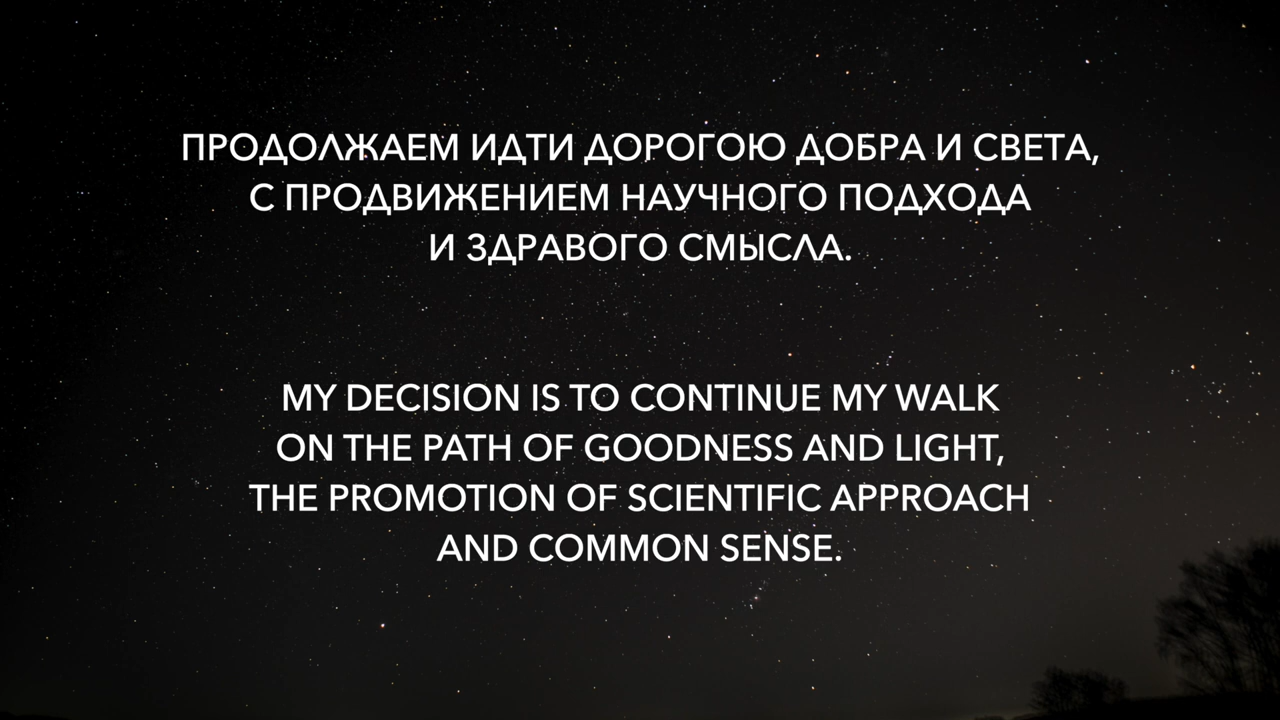 ПРОДОЛЖАЕМ ИДТИ ДОРОГОЮ ДОБРА И СВЕТА,
С ПРОДВИЖЕНИЕМ НАУЧНОГО ПОДХОДА
И ЗДРАВОГО СМЫСЛА.
MY DECISION IS TO CONTINUE MY WALK
ON THE PATH OF GOODNESS AND LIGHT,
THE PROMOTION OF SCIENTIFIC APPROACH
AND COMMON SENSE.